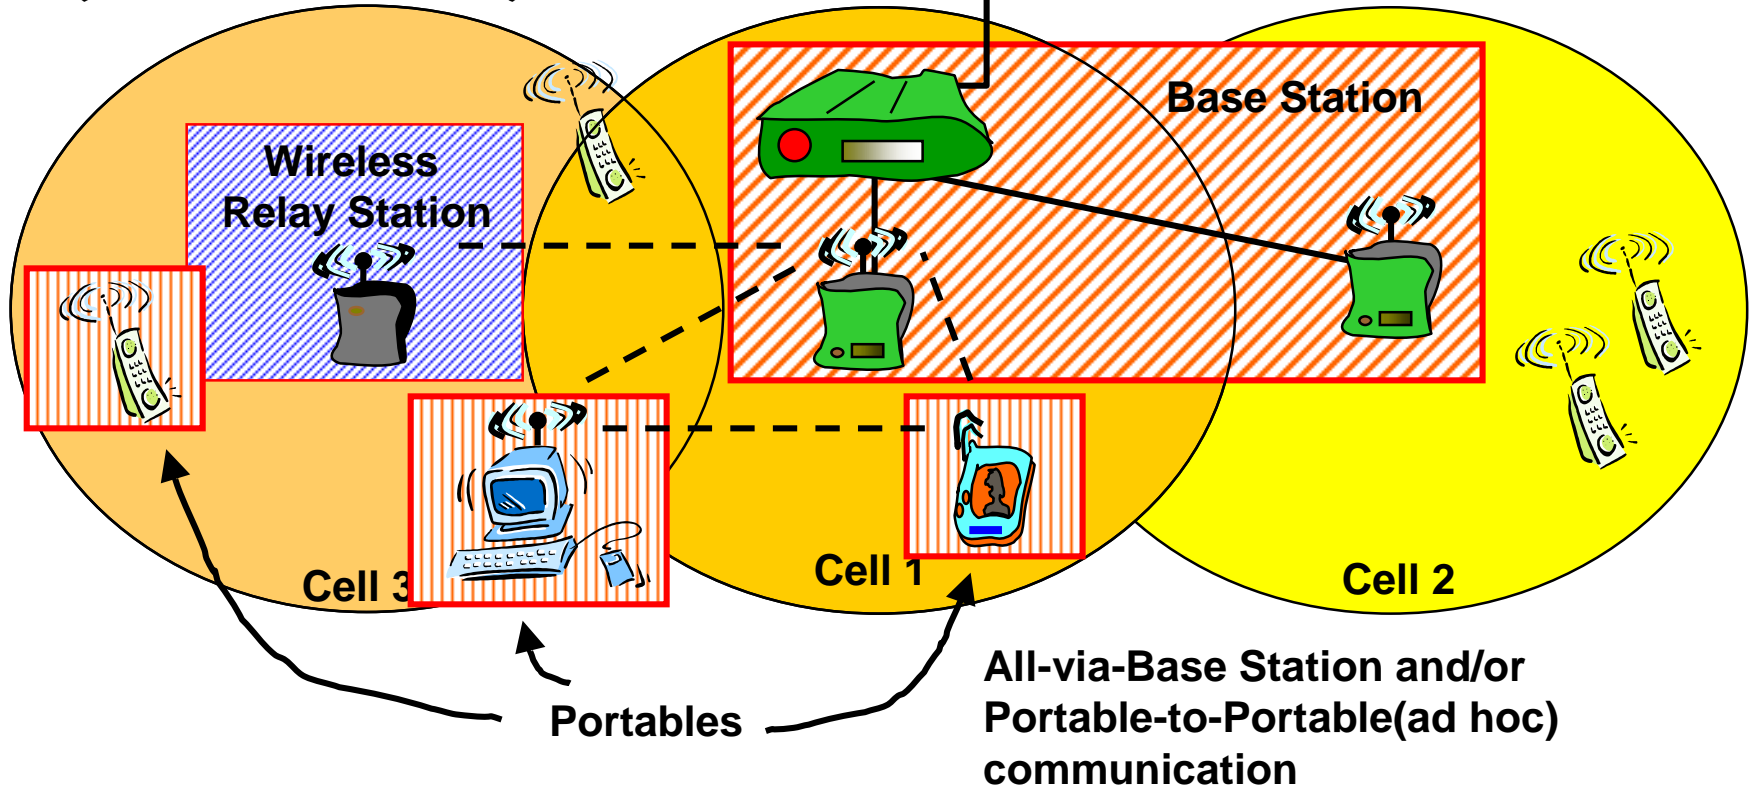 Base Station
Wireless
Relay Station
Cell 3
Cell 1
Cell 2
Portables
All-via-Base Station and/or
Portable-to-Portable(ad hoc)
communication